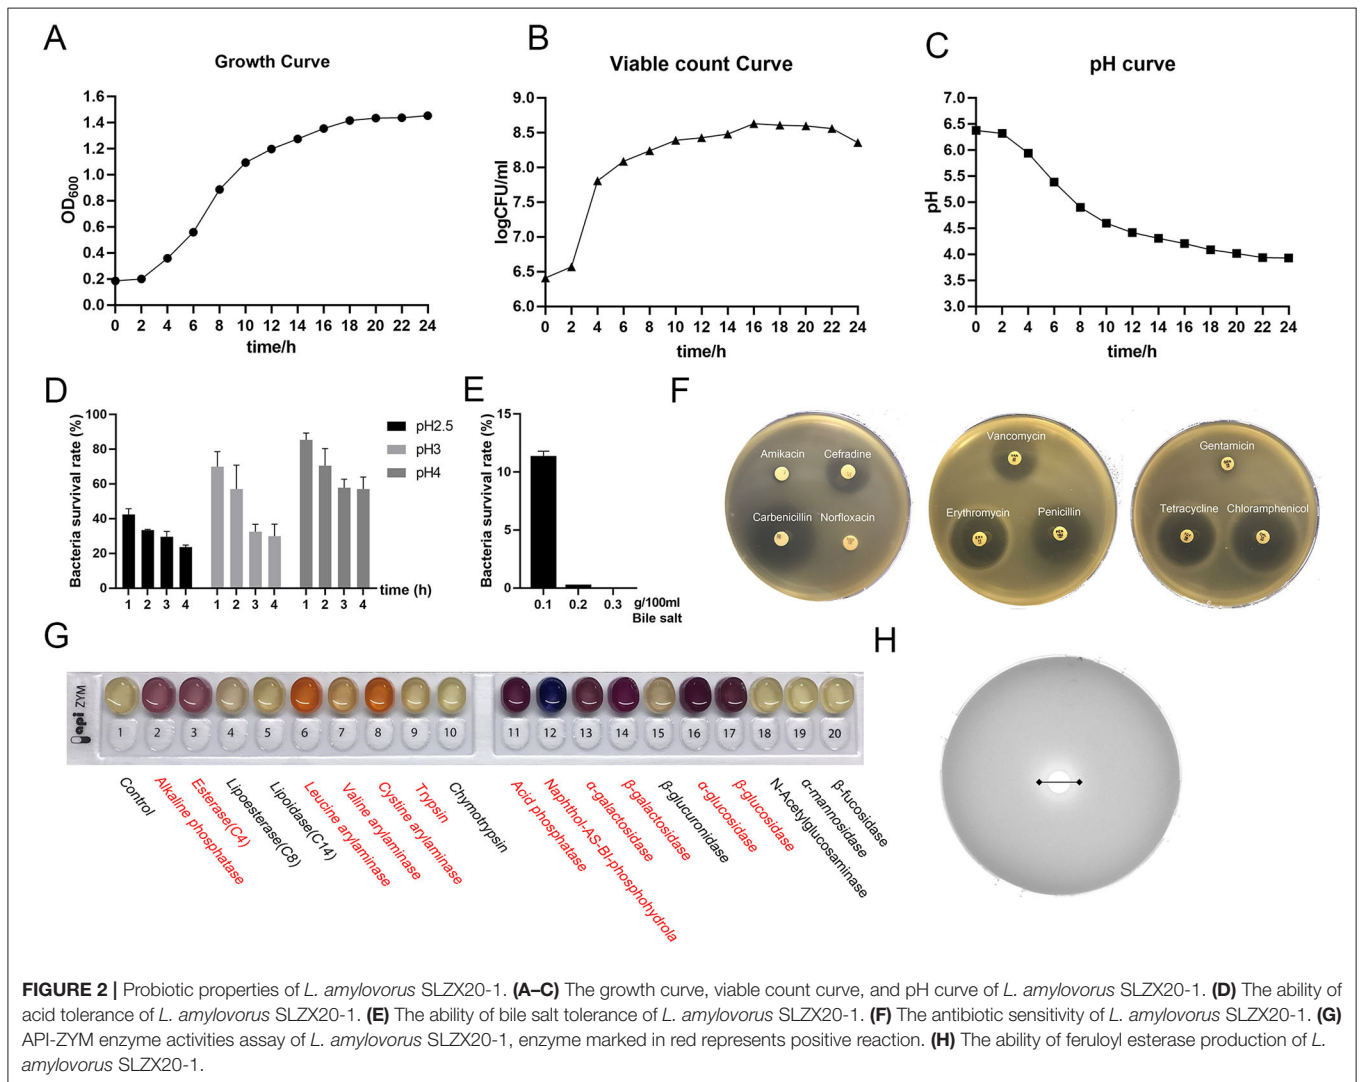 A
Growth Curve
1.6
1.4
1.2
1.0
0.8
0.6
0.4
0.2
0.0
OD600
0 2 4 6 8 10 12 14 16 18 20 22 24
time/h
B
Viable count Curve
9.0
8.5
8.0
7.5
7.0
6.5
6.0
logCFU/ml
0 2 4 6 8 10 12 14 16 18 20 22 24
time/h
C
pH curve
7.0
6.5
6.0
5.5
5.0
4.5
4.0
3.5
3.0
pH
0 2 4 6 8 10 12 14 16 18 20 22 24
time/h
D
Bacteria survival rate (%)
100
80
60
40
20
0
pH2.5
pH3
pH4
1 2 3 4 1 2 3 4 1 2 3 4
time (h)
E
Bacteria survival rate (%)
15
10
5
0
0.1 0.2 0.3
g/100ml
Bile salt
F
Amikacin Cefradine
Carbenicillin Norfloxacin
Vancomycin
Erythromycin Penicillin
Gentamicin
Tetracycline Chloramphenicol
G
api ZYM
1 2 3 4 5 6 7 8 9 10 11 12 13 14 15 16 17 18 19 20
Control
Alkaline phosphatase
Esterase(C4)
Lipoesterase(C8)
Lipoidase(C14)
Leucine arylaminase
Valine arylaminase
Cystine arylaminase
Trypsin
Chymotrypsin
Acid phosphatase
Naphthol-AS-BI-phosphohydrola
α-galactosidase
β-galactosidase
β-glucuronidase
α-glucosidase
β-glucosidase
N-Acetylglucosaminase
α-mannosidase
β-fucosidase
H
FIGURE 2 | Probiotic properties of L. amylovorus SLZX20-1. (A–C) The growth curve, viable count curve, and pH curve of L. amylovorus SLZX20-1. (D) The ability of
acid tolerance of L. amylovorus SLZX20-1. (E) The ability of bile salt tolerance of L. amylovorus SLZX20-1. (F) The antibiotic sensitivity of L. amylovorus SLZX20-1. (G)
API-ZYM enzyme activities assay of L. amylovorus SLZX20-1, enzyme marked in red represents positive reaction. (H) The ability of feruloyl esterase production of L.
amylovorus SLZX20-1.